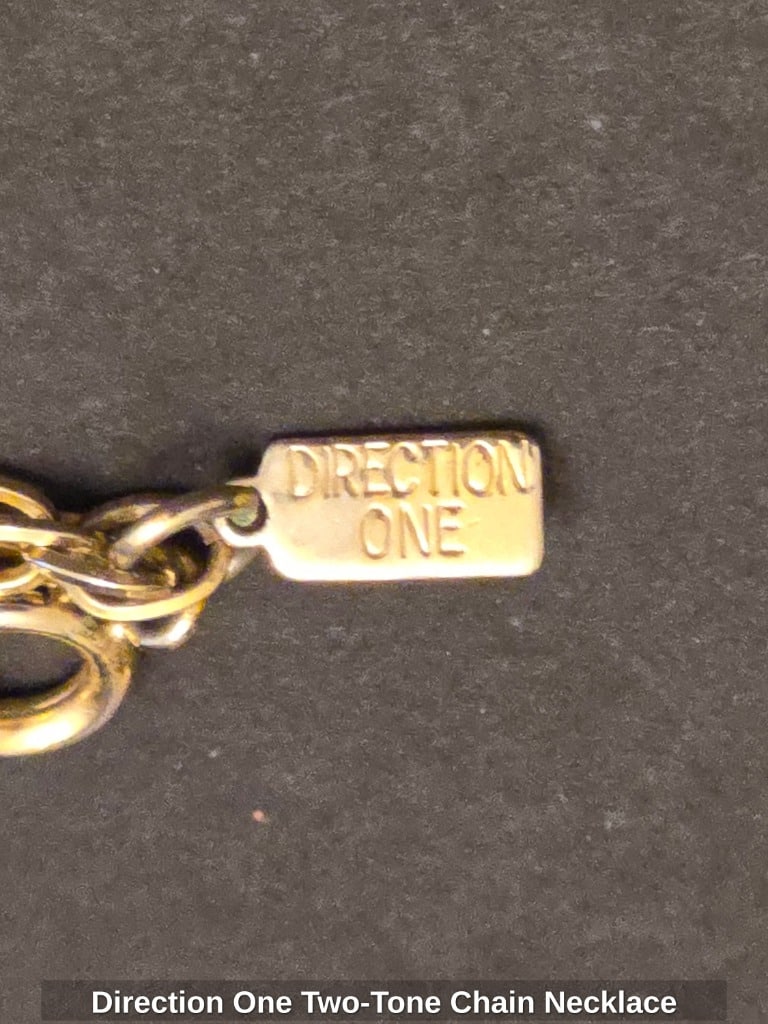 DIRECTION
ONE
Direction One Two-Tone Chain Necklace